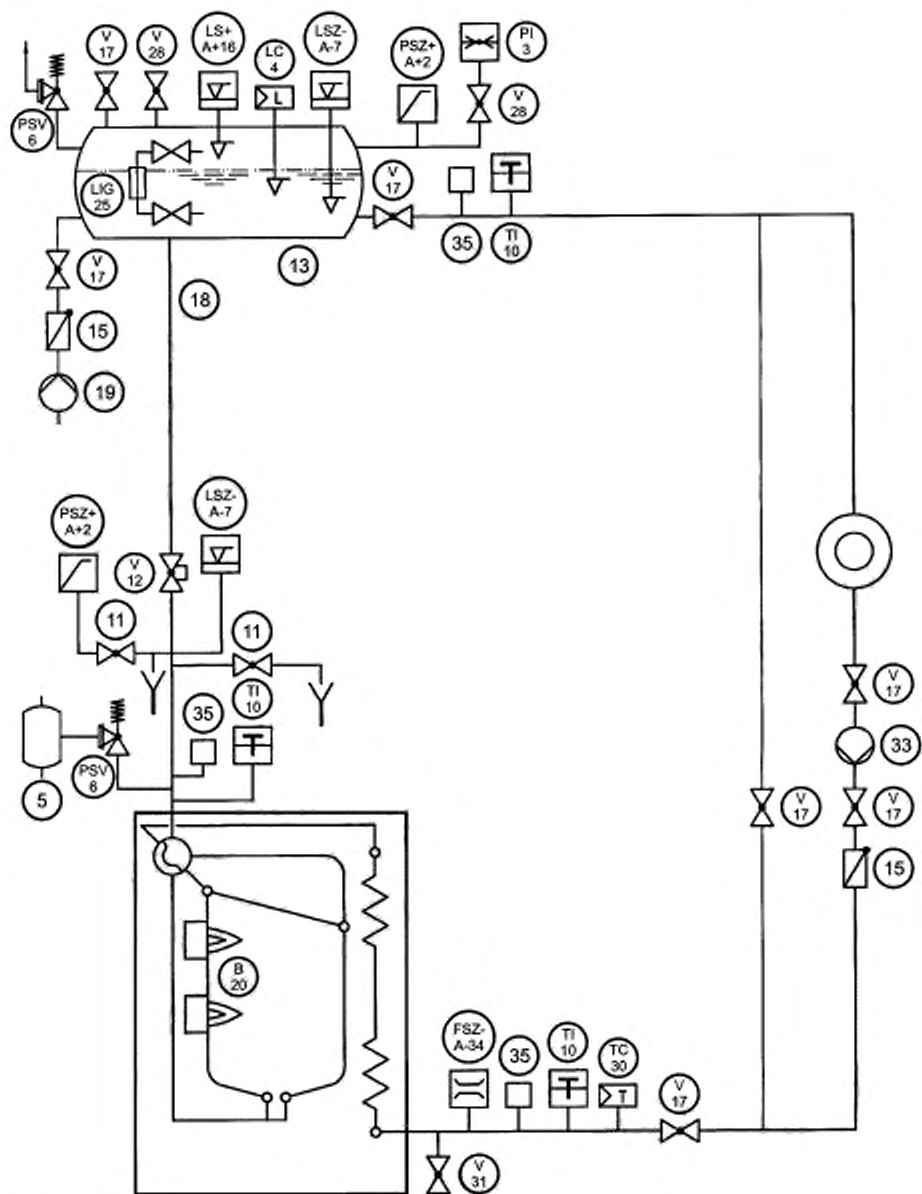 V
17
V
28
LS+
A+16
LC
4
LSZ-
A-7
PSZ+
A+2
PI
3
V
28
PSV
6
L
LIG
25
V
17
T
35
TI
10
13
V
17
18
15
19
PSZ+
A+2
LSZ-
A-7
V
12
11
11
35
TI
10
T
PSV
6
5
V
17
33
V
17
V
17
15
B
20
FSZ-
A-34
35
TI
10
TC
30
T
T
V
17
V
31